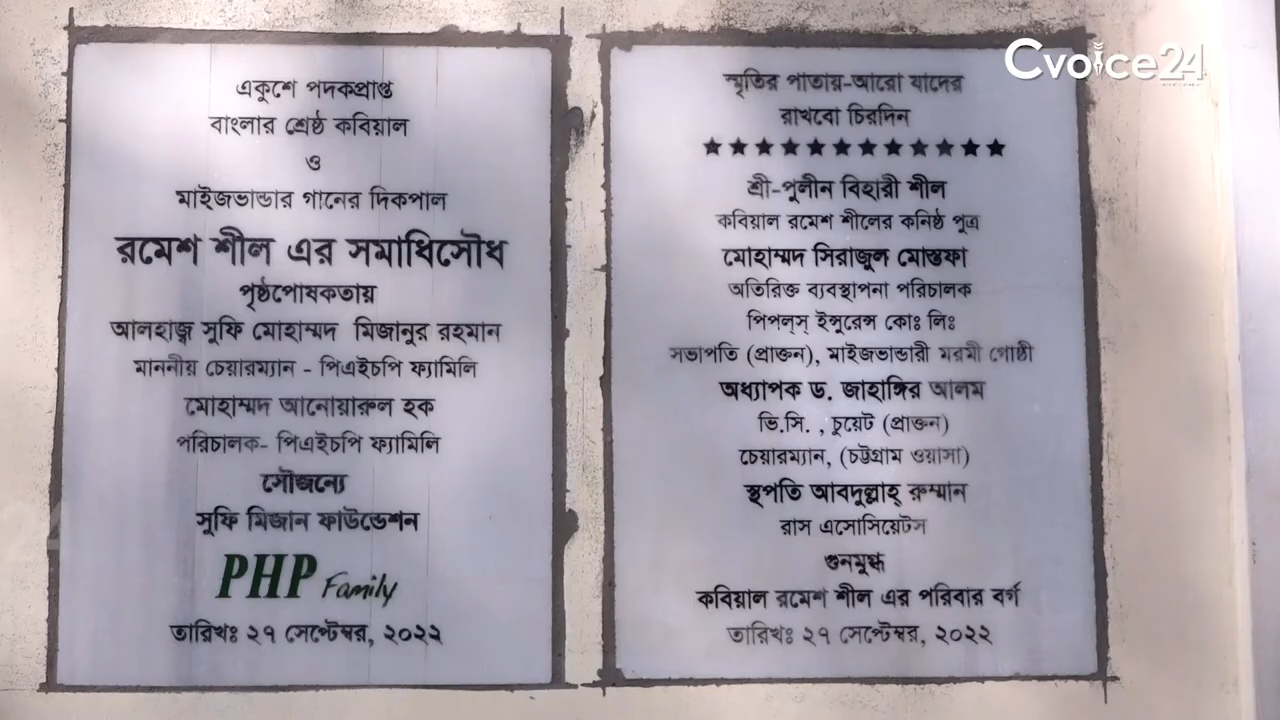 একুশে পদকপ্রাপ্ত
বাংলার শ্রেষ্ঠ কবিয়াল
ও
মাইজভান্ডার গানের দিকপাল
রমেশ শীল এর সমাধিসৌধ
পৃষ্ঠপোষকতায়
আলহাজ্ব সুফি মোহাম্মদ মিজানুর রহমান
মাননীয় চেয়ারম্যান - পিএইচপি ফ্যামিলি
মোহাম্মদ আনোয়ারুল হক
পরিচালক- পিএইচপি ফ্যামিলি
সৌজন্যে
সুফি মিজান ফাউন্ডেশন
PHP Family
তারিখঃ ২৭ সেপ্টেম্বর, ২০২২
Cvoice24
স্মৃতির পাতায়-আরো যাদের
রাখবো চিরদিন
★★★★★★★★★★★★
শ্রী-পুলীন বিহারী শীল
কবিয়াল রমেশ শীলের কনিষ্ঠ পুত্র
মোহাম্মদ সিরাজুল মোস্তফা
অতিরিক্ত ব্যবস্থাপনা পরিচালক
পিপল্‌স্ ইন্সুরেন্স কোঃ লিঃ
সভাপতি (প্রাক্তন), মাইজভান্ডারী মরমী গোষ্ঠী
অধ্যাপক ড. জাহাঙ্গির আলম
ভি.সি. , চুয়েট (প্রাক্তন)
চেয়ারম্যান, (চট্টগ্রাম ওয়াসা)
স্থপতি আবদুল্লাহ্ রুম্মান
রাস এসোসিয়েটস
গুনমুগ্ধ
কবিয়াল রমেশ শীল এর পরিবার বর্গ
তারিখঃ ২৭ সেপ্টেম্বর, ২০২২